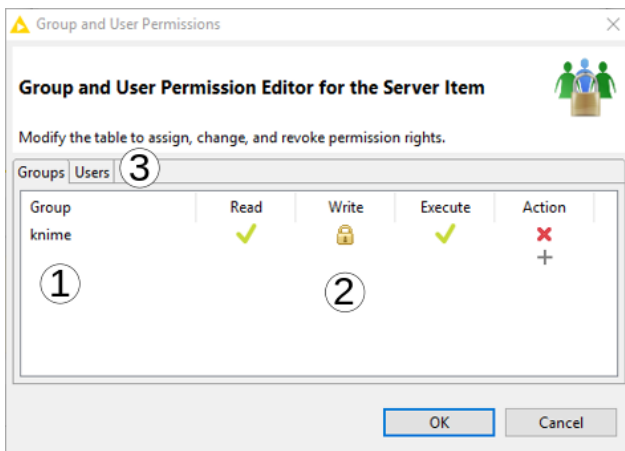 Group and User Permissions
Group and User Permission Editor for the Server Item
Modify the table to assign, change, and revoke permission rights.
Groups Users 3
Group Read Write Execute Action
knime
1 2
OK Cancel